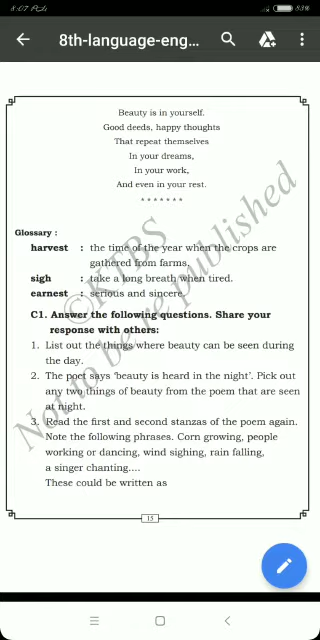 8:07
83%
8th-language-eng...
Beauty is in yourself.
Good deeds, happy thoughts
That repeat themselves
In your dreams,
In your work,
And even in your rest.
*******
Glossary :
harvest : the time of the year when the crops are
gathered from farms.
sigh : take a long breath when tired.
earnest : serious and sincere.
C1. Answer the following questions. Share your
response with others:
1. List out the things where beauty can be seen during
the day.
2. The poet says 'beauty is heard in the night'. Pick out
any two things of beauty from the poem that are seen
at night.
3. Read the first and second stanzas of the poem again.
Note the following phrases. Corn growing, people
working or dancing, wind sighing, rain falling,
a singer chanting....
These could be written as
15
©KTBS
Not to be republished